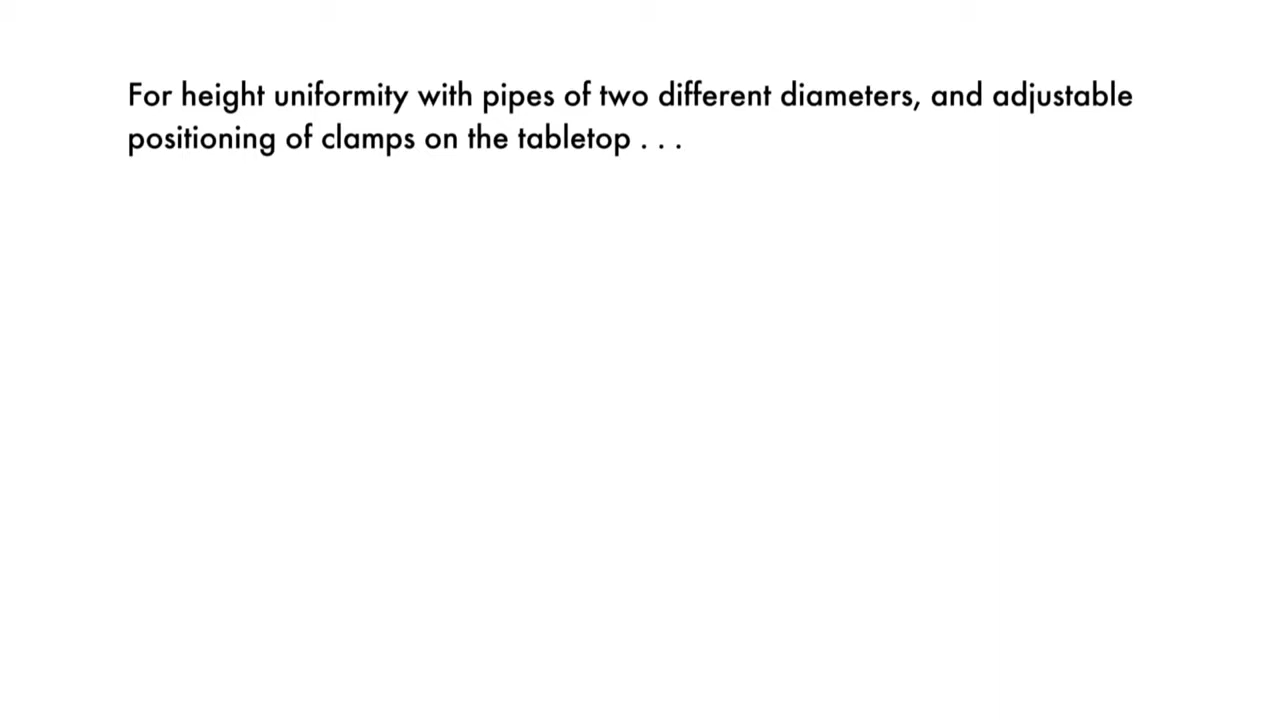 For height uniformity with pipes of two different diameters, and adjustable
positioning of clamps on the tabletop . . .